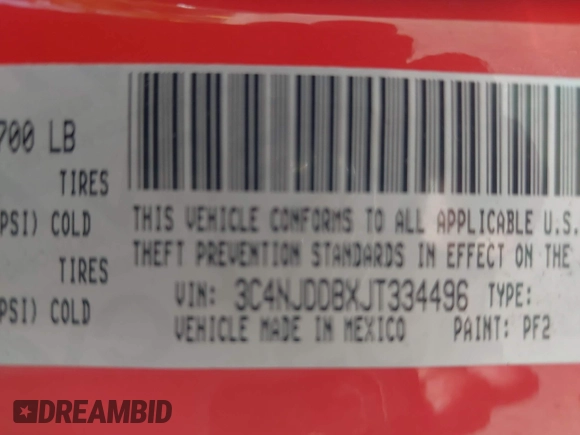 700 LB
TIRES
PSI) COLD
TIRES
PSI) COLD
THIS VEHICLE CONFORMS TO ALL APPLICABLE U.S.
THEFT PREVENTION STANDARDS IN EFFECT ON THE
VIN: 3C4NJDDBXJT334496 TYPE:
VEHICLE MADE IN MEXICO PAINT: PF2
DREAMBID